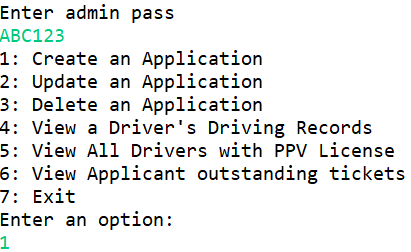 Enter admin pass
ABC123
1: Create an Application
2: Update an Application
3: Delete an Application
4: View a Driver's Driving Records
5: View All Drivers with PPV License
6: View Applicant outstanding tickets
7: Exit
Enter an option:
1